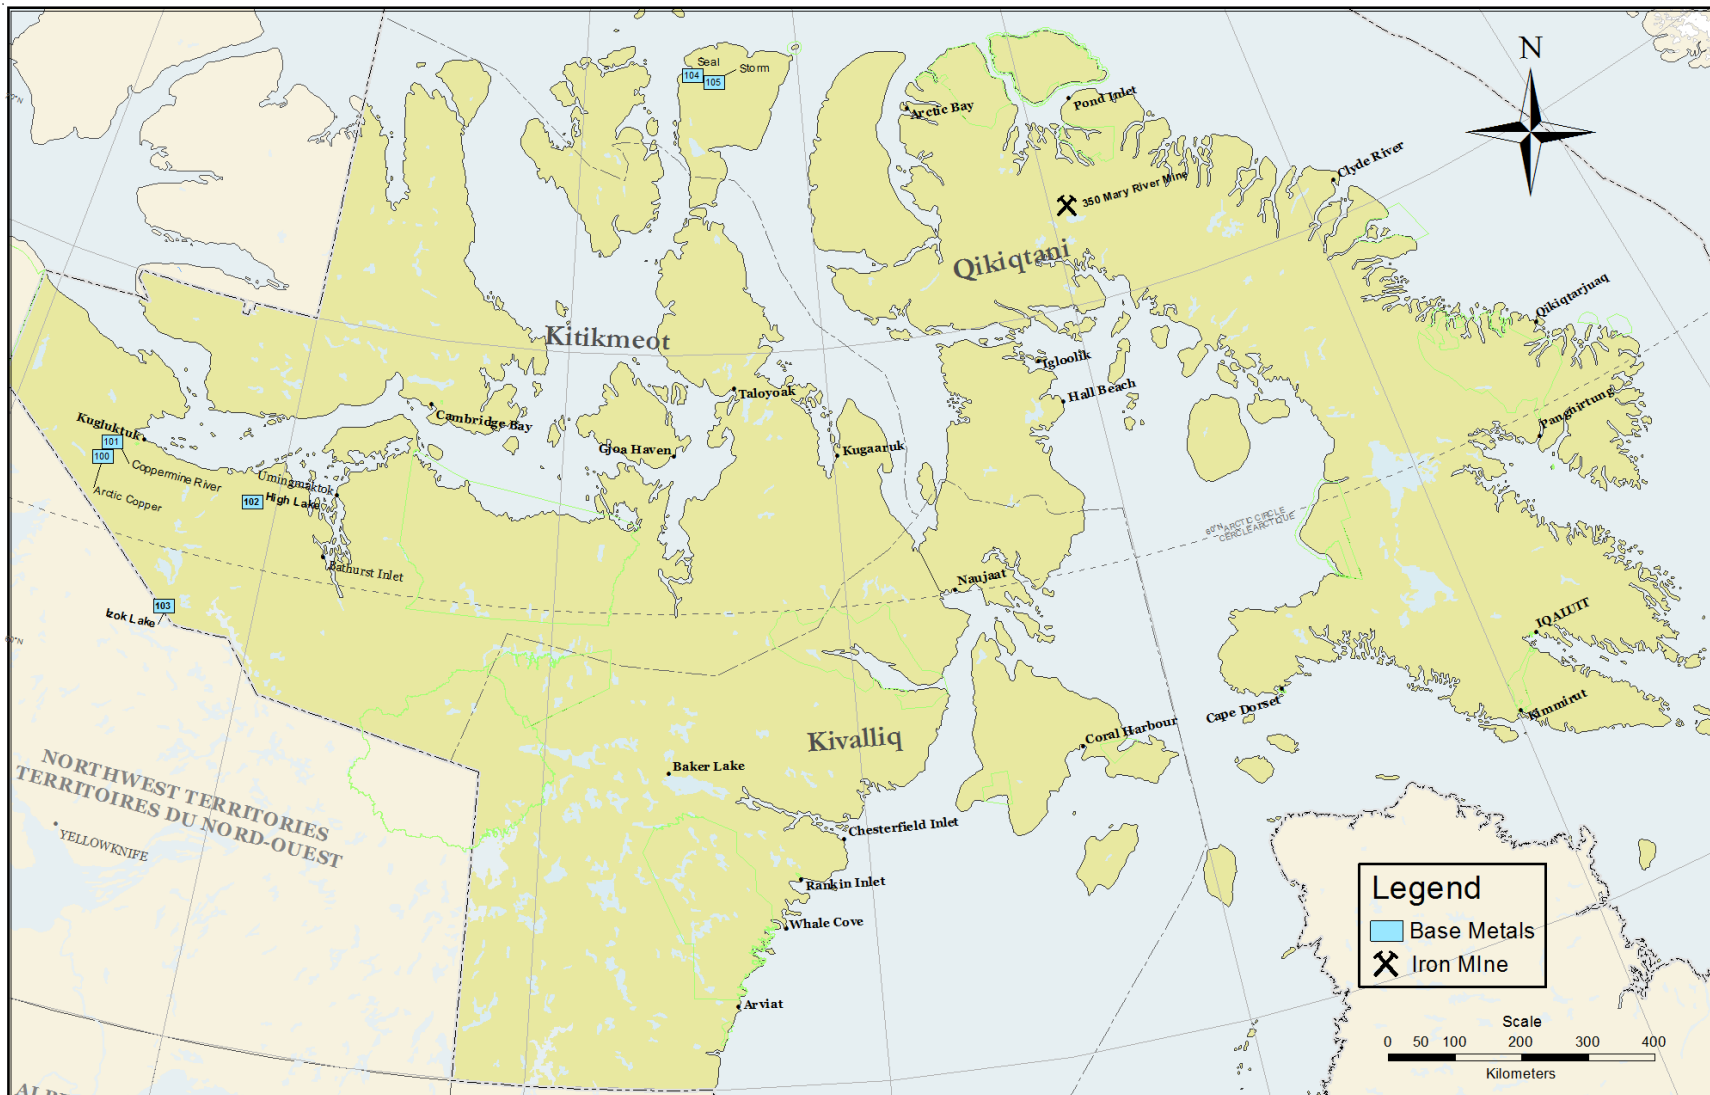 N
Seal
104
105
Storm
Arctic Bay
Pond Inlet
Clyde River
350 Mary River Mine
Qikiqtani
Qikiqtarjuaq
Kitikmeot
Igloolik
Hall Beach
Taloyoak
Cambridge Bay
Pangnirtung
Kugluktuk
101
100
Coppermine River
Arctic Copper
Gjoa Haven
Kugaaruk
Umingmaktok
102
High Lake
Bathurst Inlet
ARCTIC CIRCLE
CERCLE ARCTIQUE
Naujaat
103
Izok Lake
IQALUIT
Cape Dorset
Kimmirut
Coral Harbour
Kivalliq
Baker Lake
NORTHWEST TERRITORIES
TERRITOIRES DU NORD-OUEST
YELLOWKNIFE
Chesterfield Inlet
Rankin Inlet
Whale Cove
Arviat
Legend
Base Metals
Iron MIne
Scale
0 50 100 200 300 400
Kilometers